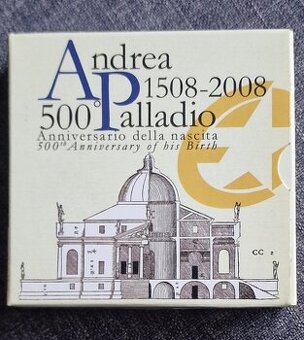 Andrea
1508-2008
500° Palladio
Anniversario della nascita
500th Anniversary of his Birth